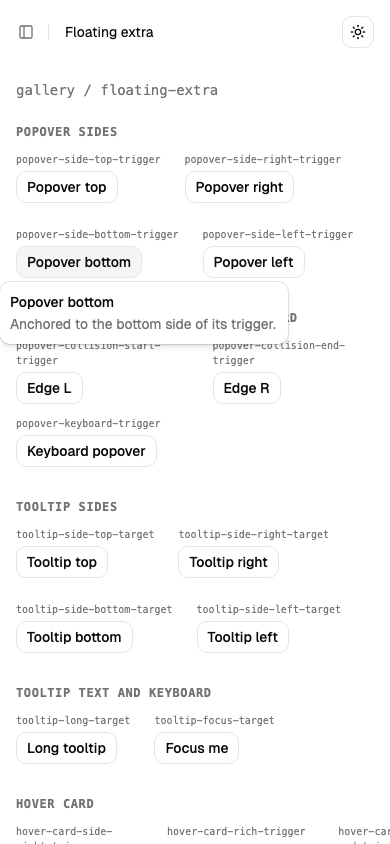 Floating extra
gallery / floating-extra
POPOVER SIDES
popover-side-top-trigger
popover-side-right-trigger
Popover top
Popover right
popover-side-bottom-trigger
popover-side-left-trigger
Popover bottom
Popover left
Popover bottom
Anchored to the bottom side of its trigger.
popover-collision-start-
trigger
popover-collision-end-
trigger
Edge L
Edge R
popover-keyboard-trigger
Keyboard popover
TOOLTIP SIDES
tooltip-side-top-target
tooltip-side-right-target
Tooltip top
Tooltip right
tooltip-side-bottom-target
tooltip-side-left-target
Tooltip bottom
Tooltip left
TOOLTIP TEXT AND KEYBOARD
tooltip-long-target
tooltip-focus-target
Long tooltip
Focus me
HOVER CARD
hover-card-side-
hover-card-rich-trigger